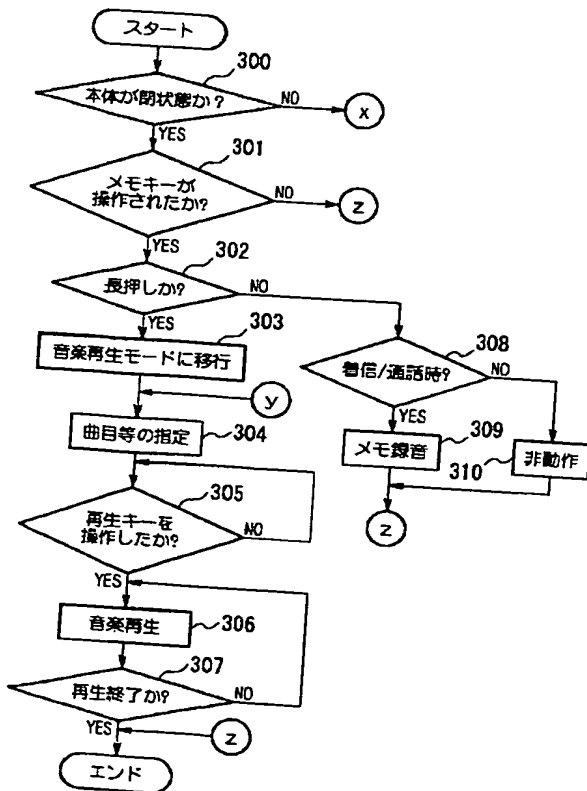 スタート
300
本体が閉状態か?
NO
x
YES
301
メモキーが
操作されたか?
NO
z
YES
302
長押しか?
NO
YES
303
音楽再生モードに移行
308
着信/通話時?
NO
y
YES
曲目等の指定
304
メモ録音
309
310
非動作
z
305
再生キーを
操作したか?
NO
YES
音楽再生
306
307
再生終了か?
NO
YES
z
エンド